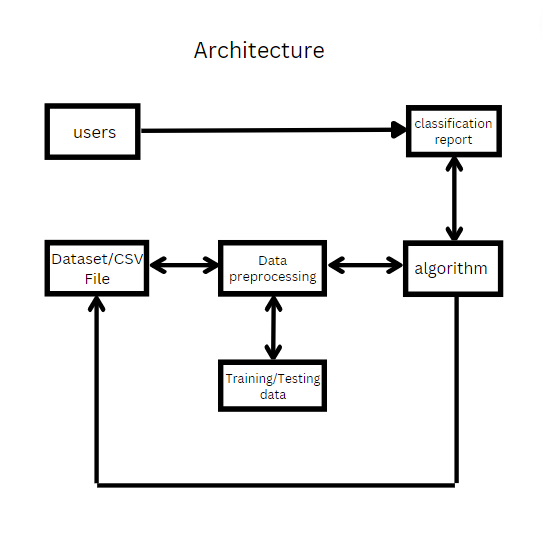 Architecture
users
classification
report
Dataset/CSV
File
Data
preprocessing
algorithm
Training/Testing
data